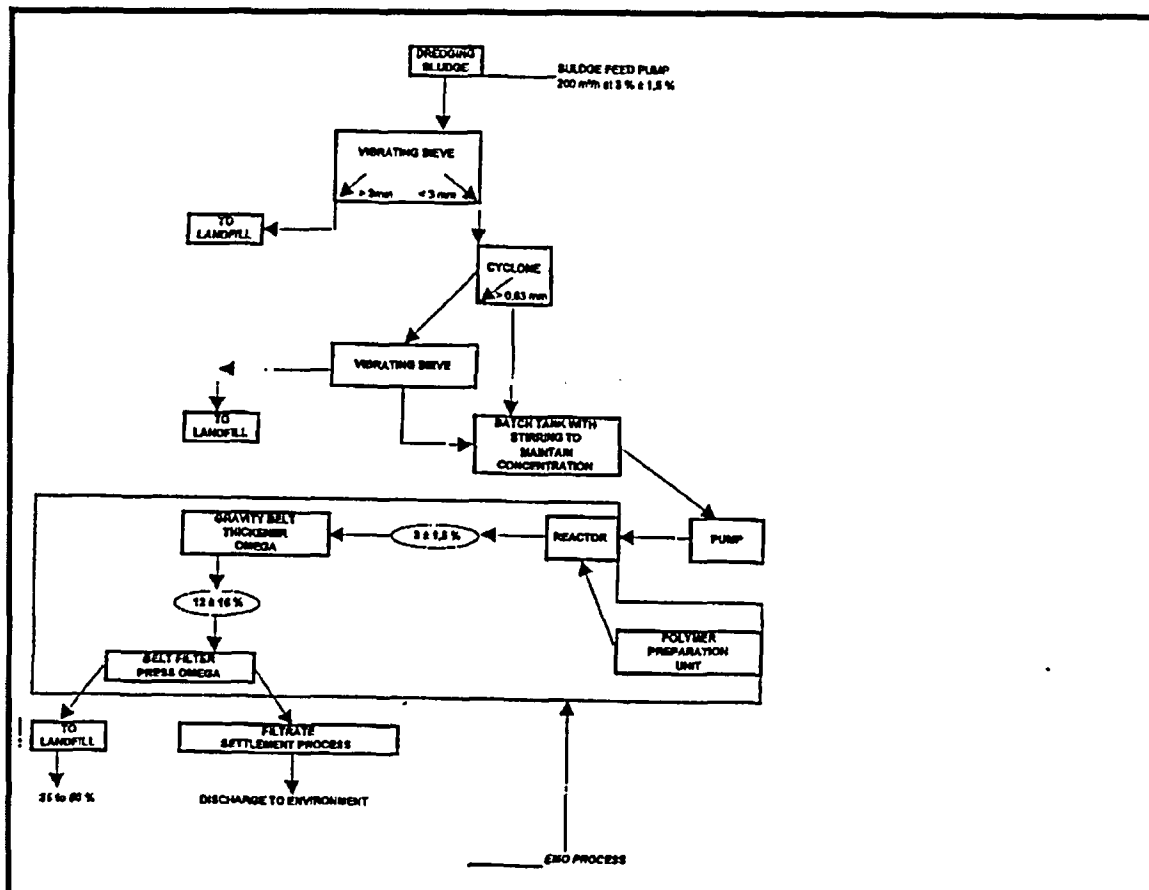 DREDGING
SLUDGE
SULDGE FEED PUMP
200 m³/h at 3 % ± 1,5 %
VIBRATING SIEVE
> 3mm
< 3 mm
TO
LANDFILL
CYCLONE
> 0,63 mm
VIBRATING SIEVE
TO
LANDFILL
BATCH TANK WITH
STIRRING TO
MAINTAIN
CONCENTRATION
GRAVITY BELT
THICKENER
OMEGA
3 ± 1,5 %
REACTOR
PUMP
12 à 16 %
POLYMER
PREPARATION
UNIT
BELT FILTER
PRESS OMEGA
TO
LANDFILL
FILTRATE
SETTLEMENT PROCESS
DISCHARGE TO ENVIRONMENT
EMO PROCESS